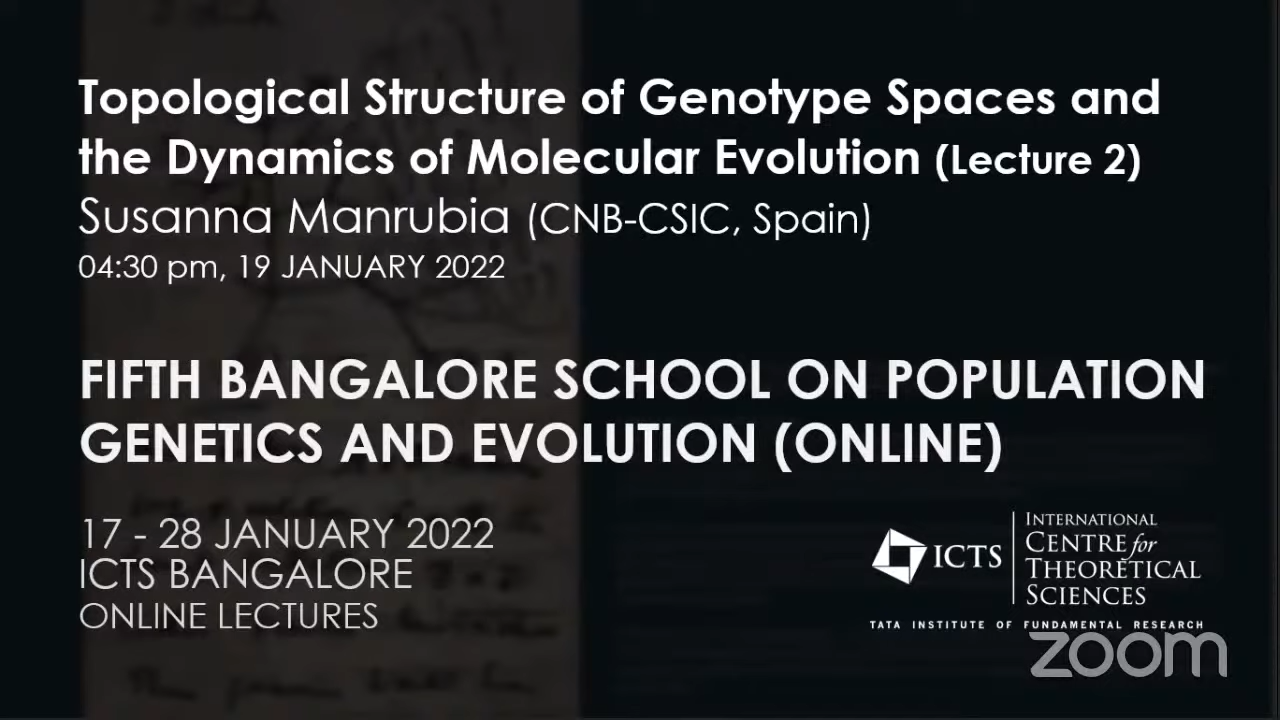 Topological Structure of Genotype Spaces and
the Dynamics of Molecular Evolution (Lecture 2)
Susanna Manrubia (CNB-CSIC, Spain)
04:30 pm, 19 JANUARY 2022
FIFTH BANGALORE SCHOOL ON POPULATION
GENETICS AND EVOLUTION (ONLINE)
17 - 28 JANUARY 2022
ICTS BANGALORE
ONLINE LECTURES
ICTS
INTERNATIONAL
CENTRE for
THEORETICAL
SCIENCES
TATA INSTITUTE OF FUNDAMENTAL RESEARCH
zoom